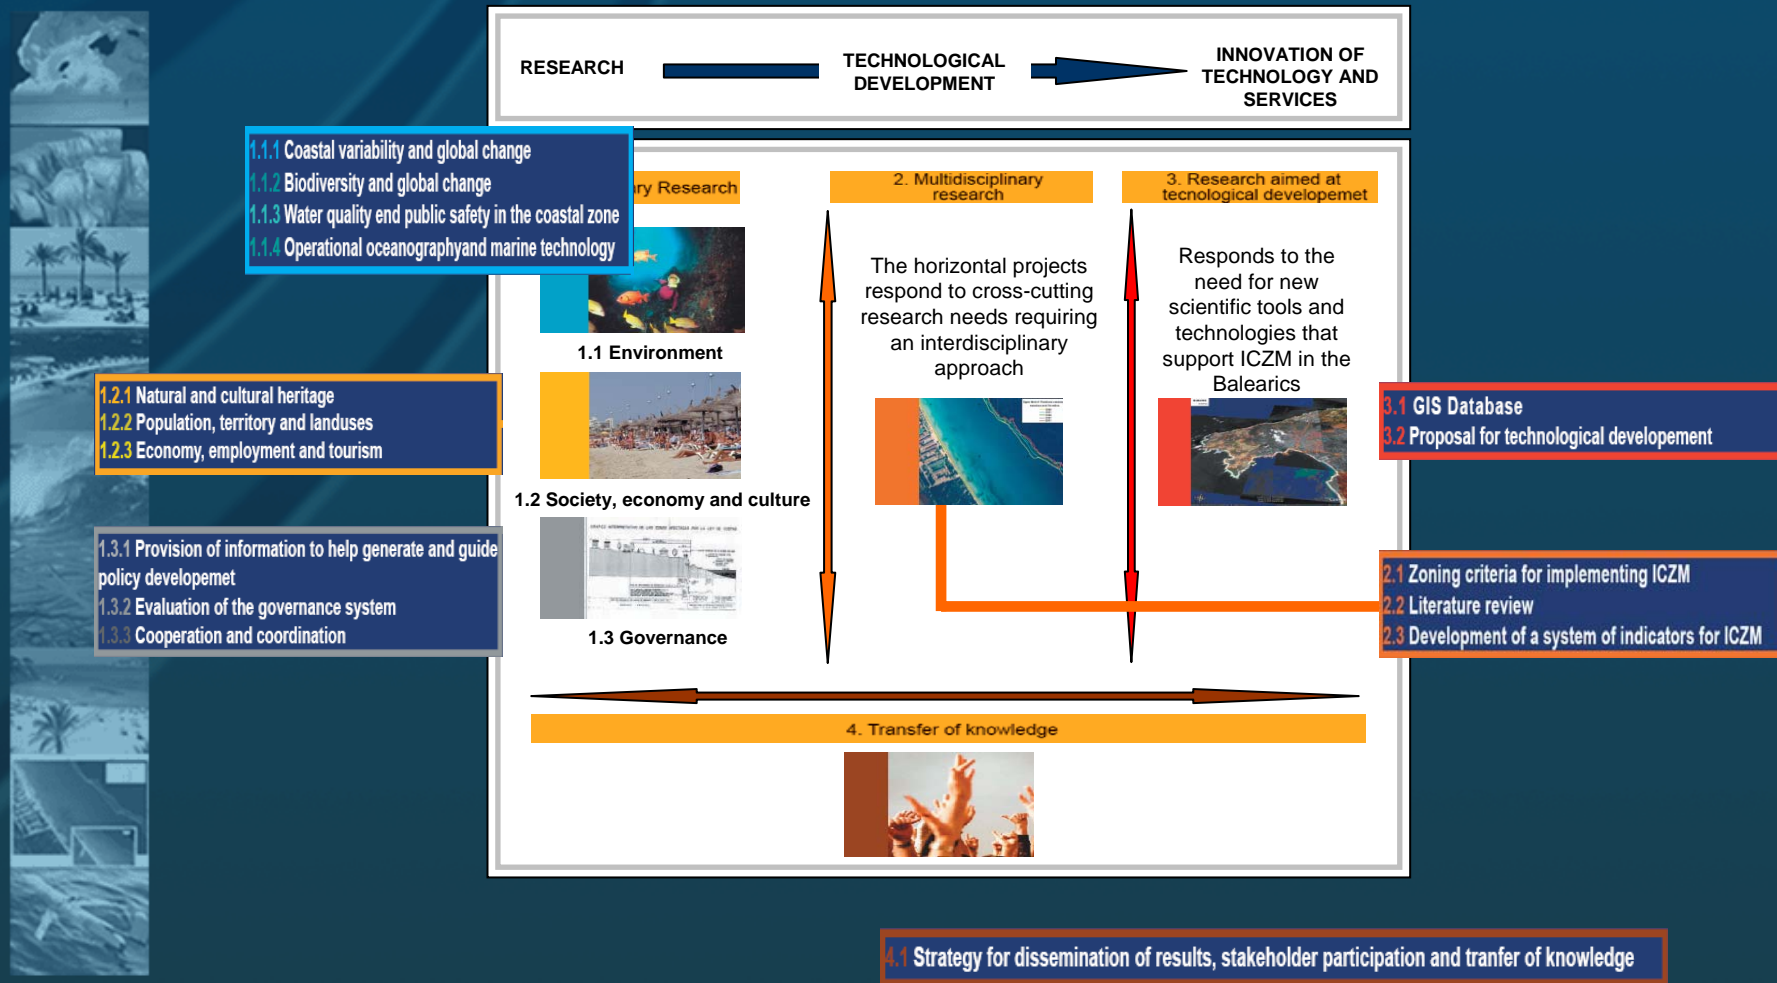 RESEARCH
TECHNOLOGICAL
DEVELOPMENT
INNOVATION OF
TECHNOLOGY AND
SERVICES
1.1.1 Coastal variability and global change
1.1.2 Biodiversity and global change
1.1.3 Water quality end public safety in the coastal zone
1.1.4 Operational oceanographyand marine technology
ry Research
2. Multidisciplinary
research
3. Research aimed at
tecnological developemet
The horizontal projects
respond to cross-cutting
research needs requiring
an interdisciplinary
approach
Responds to the
need for new
scientific tools and
technologies that
support ICZM in the
Balearics
1.1 Environment
1.2.1 Natural and cultural heritage
1.2.2 Population, territory and landuses
1.2.3 Economy, employment and tourism
1.2 Society, economy and culture
3.1 GIS Database
3.2 Proposal for technological developement
1.3.1 Provision of information to help generate and guide
policy developemet
1.3.2 Evaluation of the governance system
1.3.3 Cooperation and coordination
1.3 Governance
2.1 Zoning criteria for implementing ICZM
2.2 Literature review
2.3 Development of a system of indicators for ICZM
4. Transfer of knowledge
4.1 Strategy for dissemination of results, stakeholder participation and tranfer of knowledge